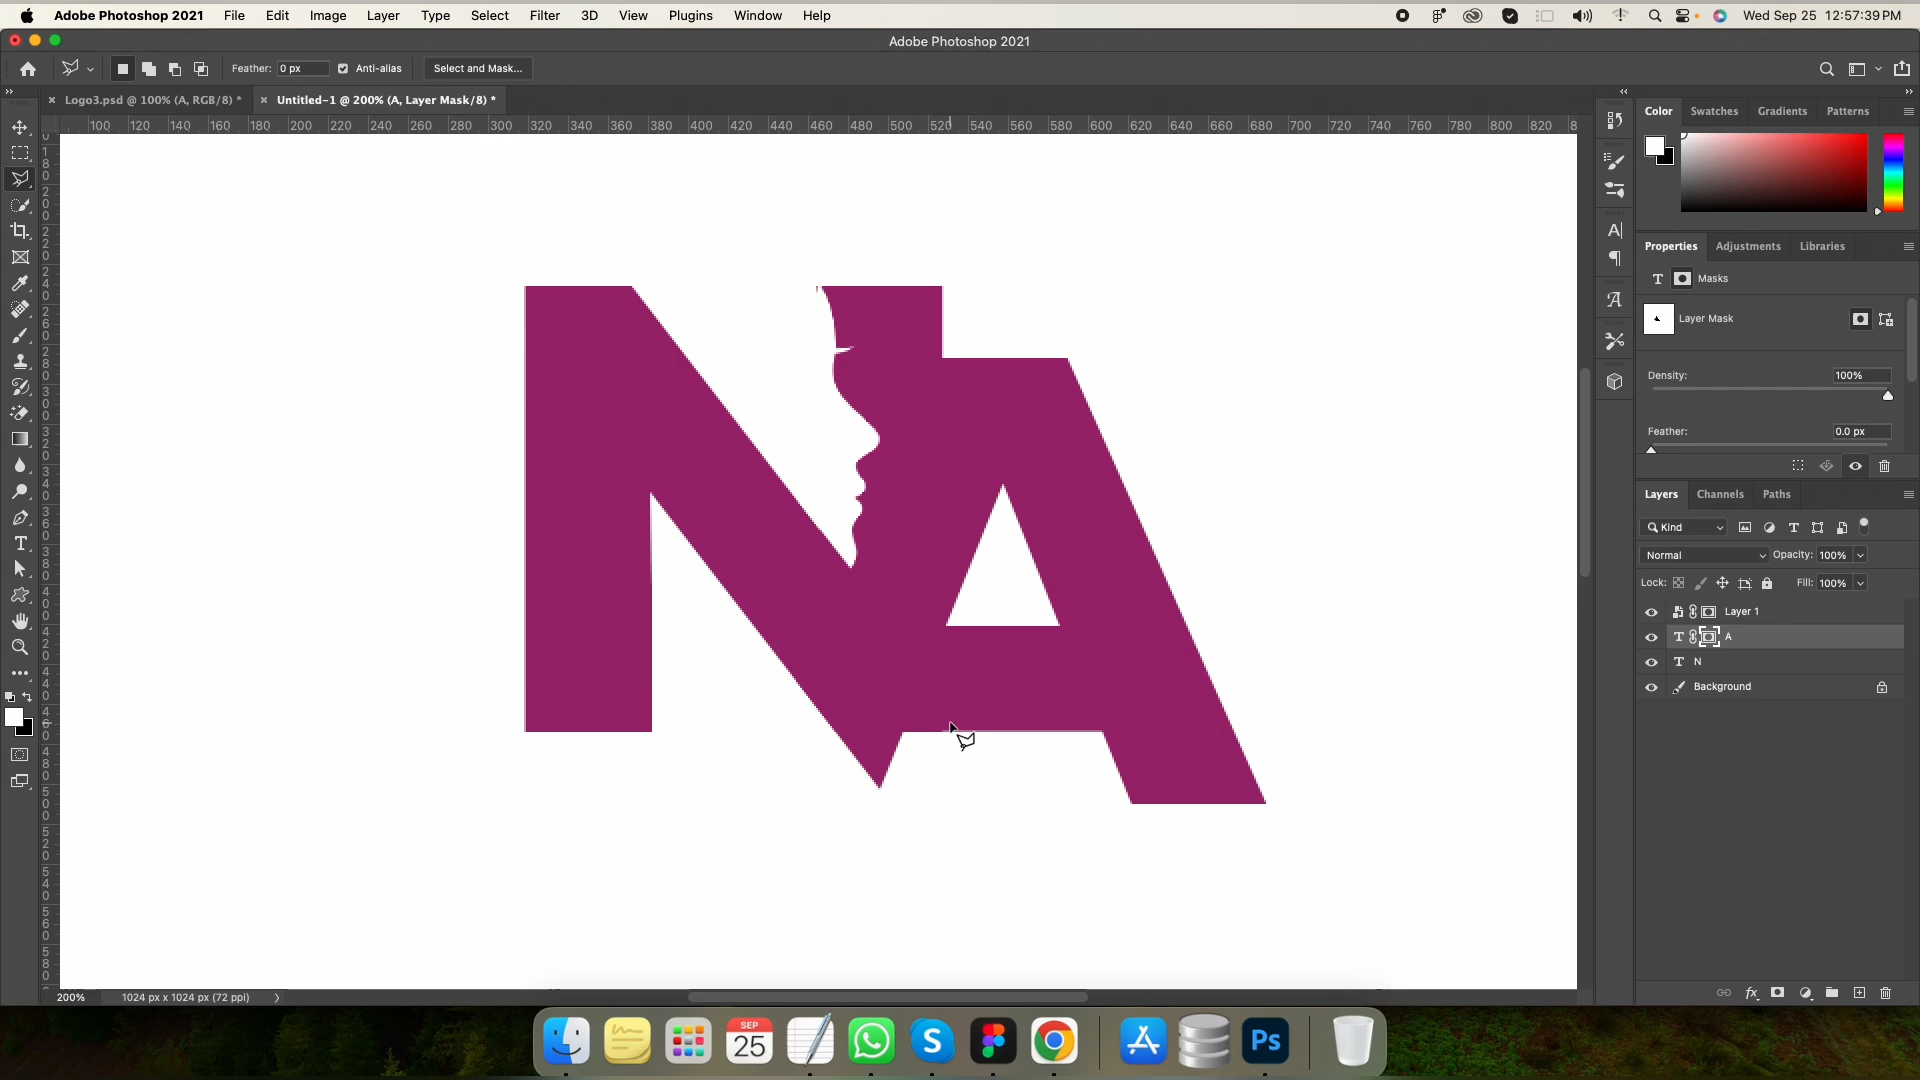 Adobe Photoshop 2021 File Edit Image Layer Type Select Filter 3D View Plugins Window Help Wed Sep 25 12:57:39 PM
Adobe Photoshop 2021
Feather: 0 px Anti-alias Select and Mask...
Logo3.psd @ 100% (A, RGB/8) * Untitled-1 @ 200% (A, Layer Mask/8) *
100 120 140 160 180 200 220 240 260 280 300 320 340 360 380 400 420 440 460 480 500 520 540 560 580 600 620 640 660 680 700 720 740 760 780 800 820 8
Color Swatches Gradients Patterns
Properties Adjustments Libraries
Masks
Layer Mask
Density: 100%
Feather: 0.0 px
Layers Channels Paths
Kind
Normal Opacity: 100%
Lock: Fill: 100%
Layer 1
T A
T N
Background
NA
200% 1024 px x 1024 px (72 ppi)
SEP
25
Ps